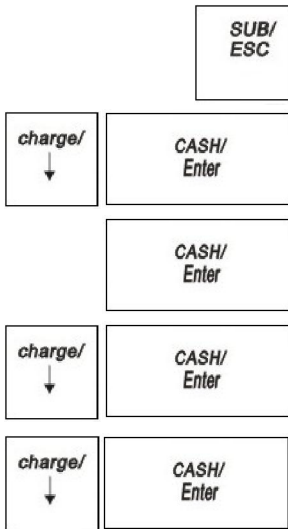 SUB/
ESC
charge/
↓
CASH/
Enter
CASH/
Enter
charge/
↓
CASH/
Enter
charge/
↓
CASH/
Enter